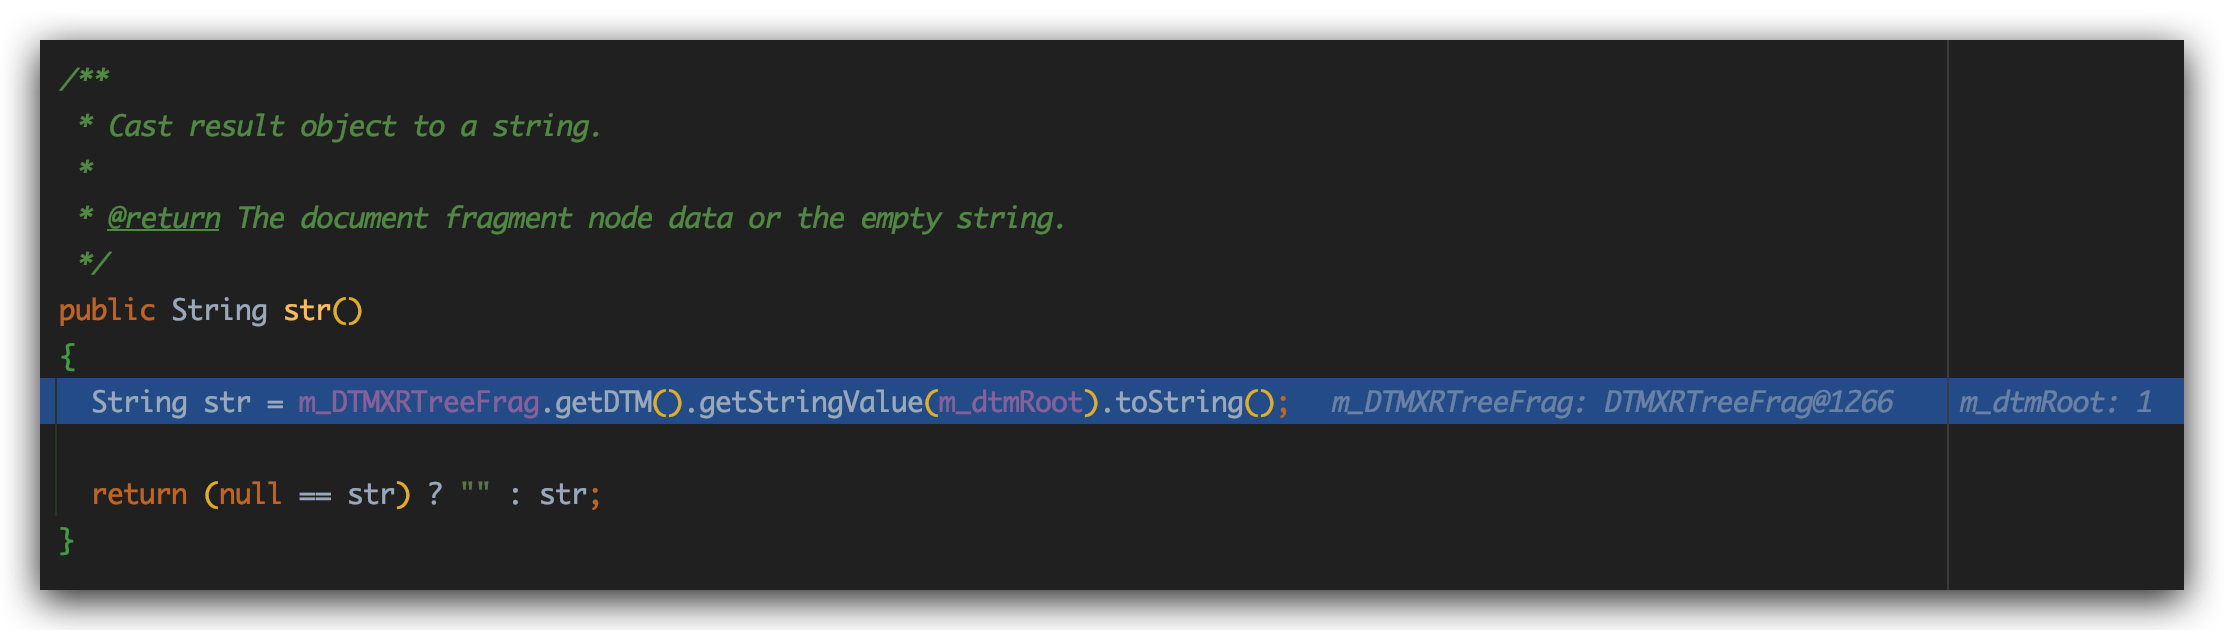 /**
 * Cast result object to a string.
 *
 * @return The document fragment node data or the empty string.
 */
public String str()
{
  String str = m_DTMXRTreeFrag.getDTM().getStringValue(m_dtmRoot).toString();   m_DTMXRTreeFrag: DTMXRTreeFrag@1266   m_dtmRoot: 1
  return (null == str) ? "" : str;
}